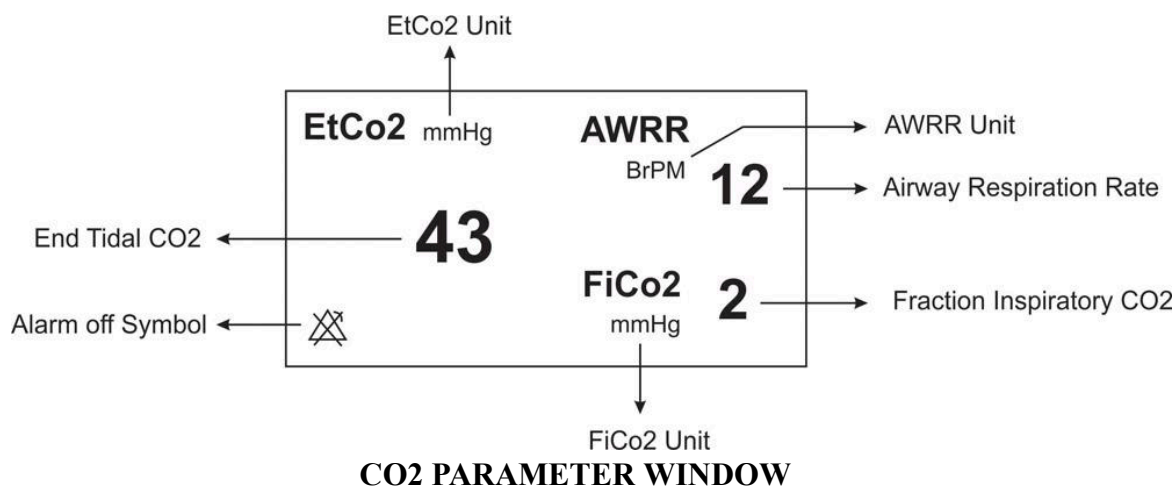 EtCo2 Unit
EtCo2 mmHg
AWRR
BrPM
12
AWRR Unit
Airway Respiration Rate
End Tidal CO2
43
FiCo2
mmHg
2
Fraction Inspiratory CO2
Alarm off Symbol
FiCo2 Unit
CO2 PARAMETER WINDOW